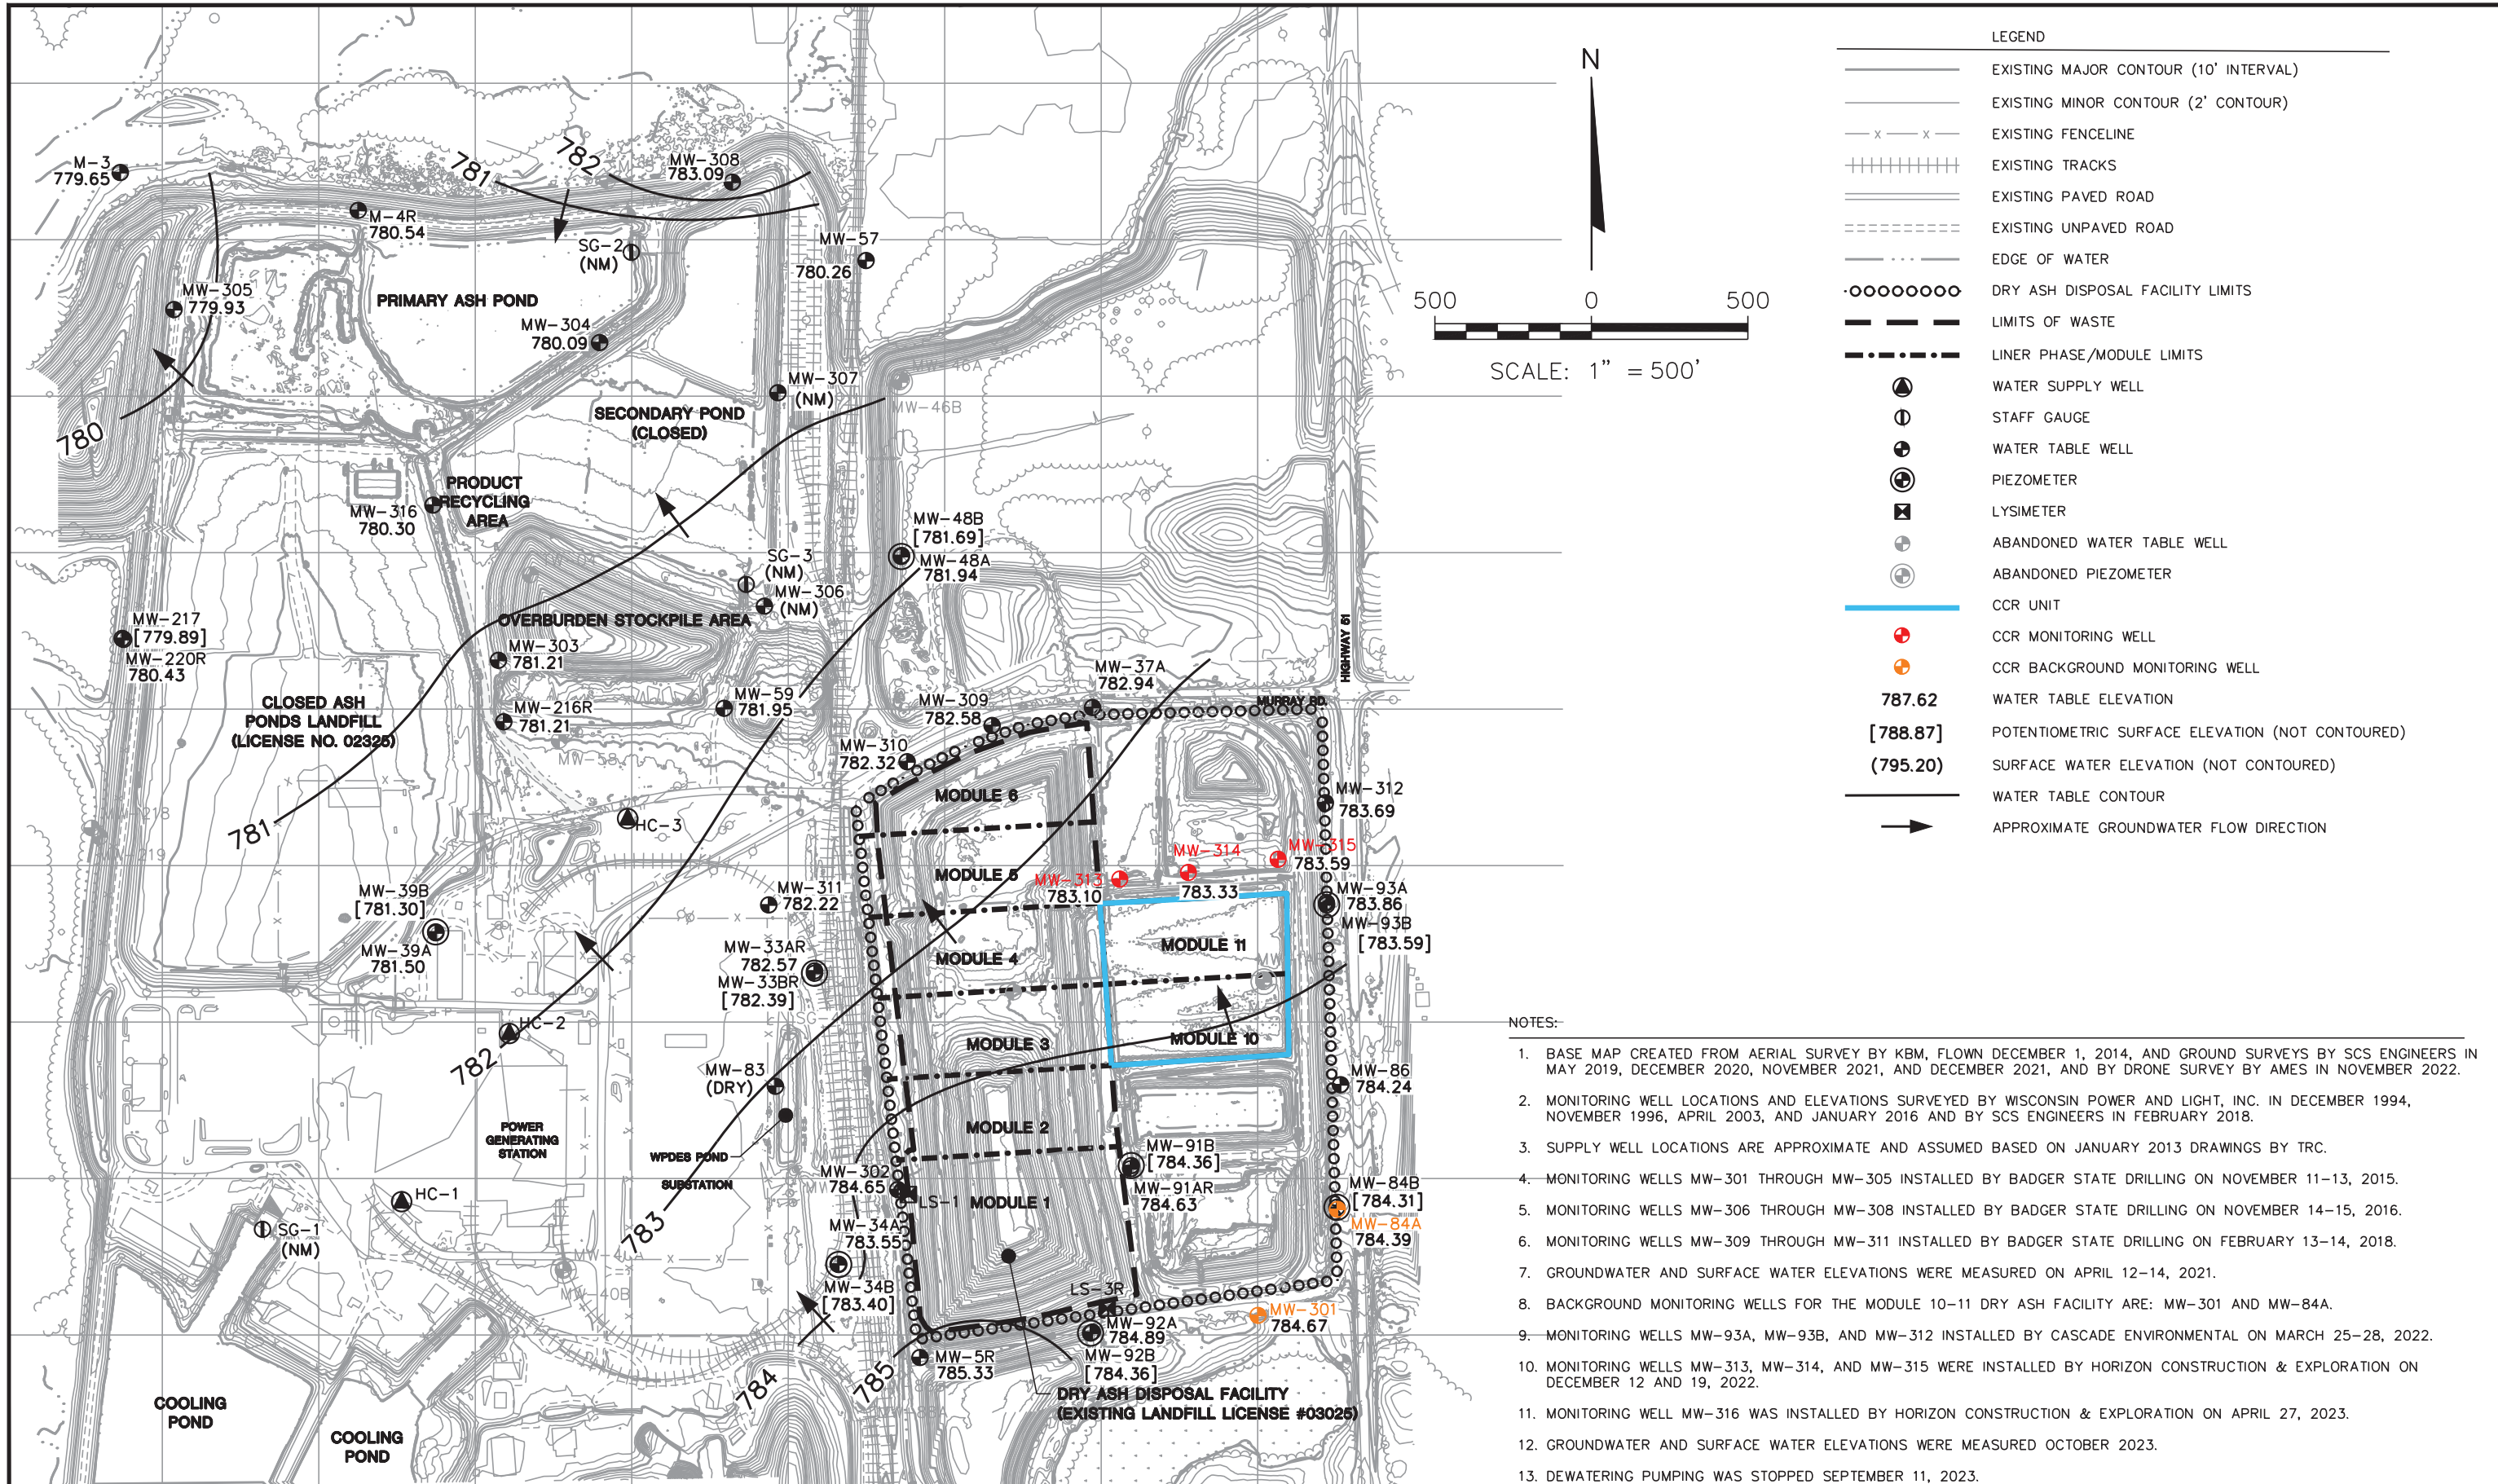 M-3
779.65
781
782
MW-308
783.09
M-4R
780.54
SG-2
(NM)
MW-57
780.26
MW-305
779.93
PRIMARY ASH POND
MW-304
780.09
MW-307
(NM)
MW-46A
MW-46B
780
SECONDARY POND
(CLOSED)
PRODUCT
RECYCLING
AREA
MW-316
780.30
MW-48B
[781.69]
MW-48A
781.94
SG-3
(NM)
MW-306
(NM)
OVERBURDEN STOCKPILE AREA
MW-217
[779.89]
MW-220R
780.43
MW-303
781.21
HIGHWAY 51
CLOSED ASH
PONDS LANDFILL
(LICENSE NO. 02325)
MW-216R
781.21
MW-59
781.95
MW-37A
782.94
MW-309
782.58
MURRAY RD.
MW-310
782.32
MODULE 6
MW-312
783.69
781
HC-3
MODULE 5
MW-313
783.10
MW-314
783.33
MW-315
783.59
MW-39B
[781.30]
MW-39A
781.50
MW-311
782.22
MW-93A
783.86
MW-93B
[783.59]
MW-33AR
782.57
MW-33BR
[782.39]
MODULE 4
MODULE 11
HC-2
782
MODULE 3
MODULE 10
MW-83
(DRY)
MW-86
784.24
POWER
GENERATING
STATION
MODULE 2
WPDES POND
SUBSTATION
MW-91B
[784.36]
MW-91AR
784.63
MW-302
784.65
LS-1
MODULE 1
MW-84B
[784.31]
MW-84A
784.39
HC-1
SG-1
(NM)
783
MW-34A
783.55
MW-34B
[783.40]
MW-40B
LS-3R
MW-301
784.67
MW-92A
784.89
MW-92B
[784.36]
MW-5R
785.33
784
785
DRY ASH DISPOSAL FACILITY
(EXISTING LANDFILL LICENSE #03025)
COOLING
POND
COOLING
POND
N
500 0 500
SCALE: 1" = 500'
LEGEND
EXISTING MAJOR CONTOUR (10' INTERVAL)
EXISTING MINOR CONTOUR (2' CONTOUR)
EXISTING FENCELINE
EXISTING TRACKS
EXISTING PAVED ROAD
EXISTING UNPAVED ROAD
EDGE OF WATER
DRY ASH DISPOSAL FACILITY LIMITS
LIMITS OF WASTE
LINER PHASE/MODULE LIMITS
WATER SUPPLY WELL
STAFF GAUGE
WATER TABLE WELL
PIEZOMETER
LYSIMETER
ABANDONED WATER TABLE WELL
ABANDONED PIEZOMETER
CCR UNIT
CCR MONITORING WELL
CCR BACKGROUND MONITORING WELL
787.62 WATER TABLE ELEVATION
[788.87] POTENTIOMETRIC SURFACE ELEVATION (NOT CONTOURED)
(795.20) SURFACE WATER ELEVATION (NOT CONTOURED)
WATER TABLE CONTOUR
APPROXIMATE GROUNDWATER FLOW DIRECTION
NOTES:
1. BASE MAP CREATED FROM AERIAL SURVEY BY KBM, FLOWN DECEMBER 1, 2014, AND GROUND SURVEYS BY SCS ENGINEERS IN
MAY 2019, DECEMBER 2020, NOVEMBER 2021, AND DECEMBER 2021, AND BY DRONE SURVEY BY AMES IN NOVEMBER 2022.
2. MONITORING WELL LOCATIONS AND ELEVATIONS SURVEYED BY WISCONSIN POWER AND LIGHT, INC. IN DECEMBER 1994,
NOVEMBER 1996, APRIL 2003, AND JANUARY 2016 AND BY SCS ENGINEERS IN FEBRUARY 2018.
3. SUPPLY WELL LOCATIONS ARE APPROXIMATE AND ASSUMED BASED ON JANUARY 2013 DRAWINGS BY TRC.
4. MONITORING WELLS MW-301 THROUGH MW-305 INSTALLED BY BADGER STATE DRILLING ON NOVEMBER 11-13, 2015.
5. MONITORING WELLS MW-306 THROUGH MW-308 INSTALLED BY BADGER STATE DRILLING ON NOVEMBER 14-15, 2016.
6. MONITORING WELLS MW-309 THROUGH MW-311 INSTALLED BY BADGER STATE DRILLING ON FEBRUARY 13-14, 2018.
7. GROUNDWATER AND SURFACE WATER ELEVATIONS WERE MEASURED ON APRIL 12-14, 2021.
8. BACKGROUND MONITORING WELLS FOR THE MODULE 10-11 DRY ASH FACILITY ARE: MW-301 AND MW-84A.
9. MONITORING WELLS MW-93A, MW-93B, AND MW-312 INSTALLED BY CASCADE ENVIRONMENTAL ON MARCH 25-28, 2022.
10. MONITORING WELLS MW-313, MW-314, AND MW-315 WERE INSTALLED BY HORIZON CONSTRUCTION & EXPLORATION ON
DECEMBER 12 AND 19, 2022.
11. MONITORING WELL MW-316 WAS INSTALLED BY HORIZON CONSTRUCTION & EXPLORATION ON APRIL 27, 2023.
12. GROUNDWATER AND SURFACE WATER ELEVATIONS WERE MEASURED OCTOBER 2023.
13. DEWATERING PUMPING WAS STOPPED SEPTEMBER 11, 2023.